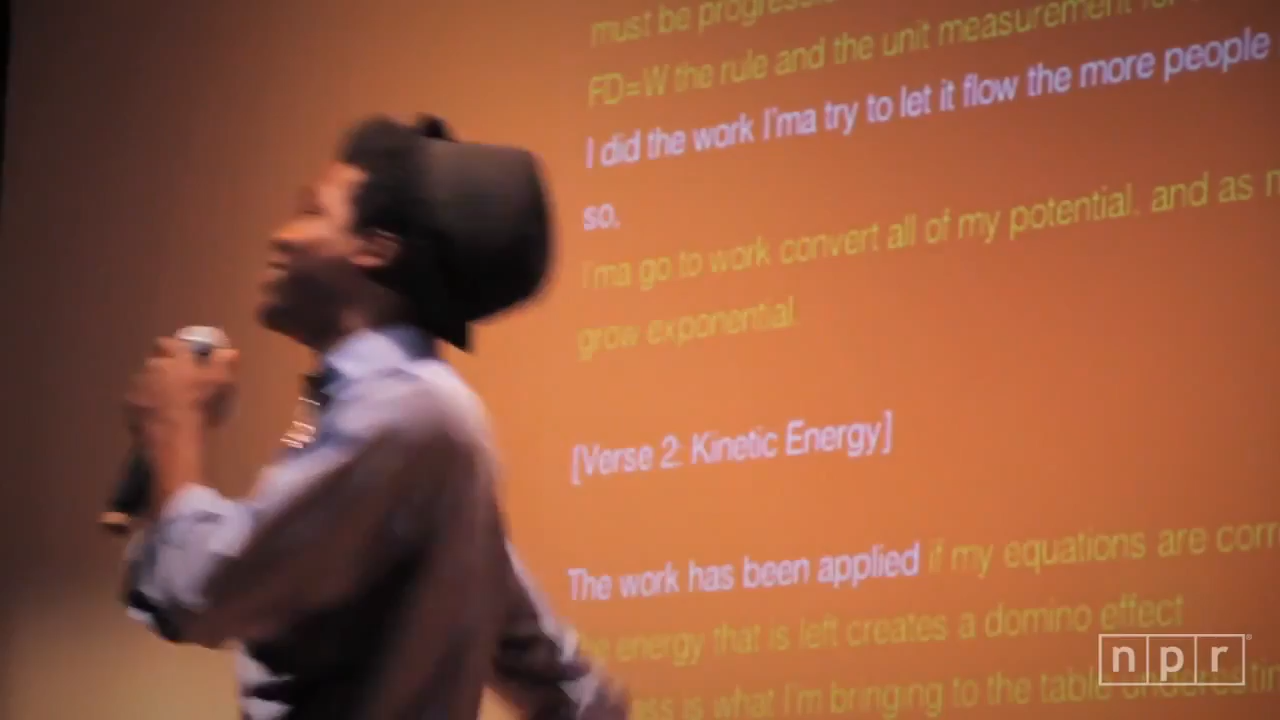 must be
FD=W the rule and the unit measurement
I did the work I'ma try to let it flow the more people
so,
I'ma go to work convert all of my potential, and as
grow exponential.
[Verse 2: Kinetic Energy]
The work has been applied if my equations are
energy that is left creates a domino effect
is what I'm bringing to the table
npr